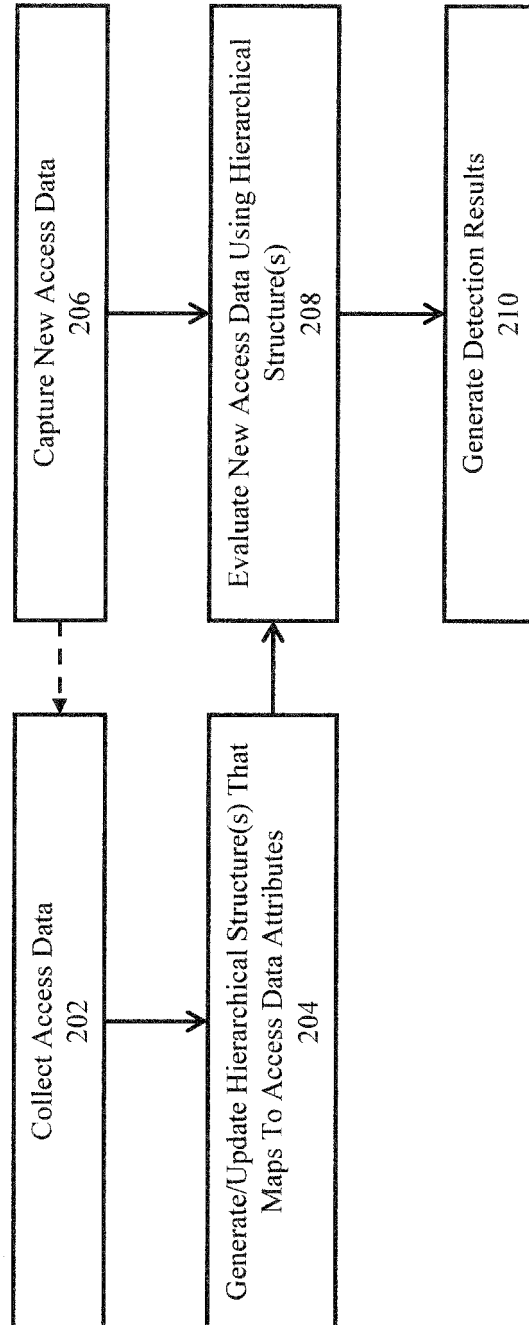 Collect Access Data
202
Generate/Update Hierarchical Structure(s) That
Maps To Access Data Attributes
204
Capture New Access Data
206
Evaluate New Access Data Using Hierarchical
Structure(s)
208
Generate Detection Results
210